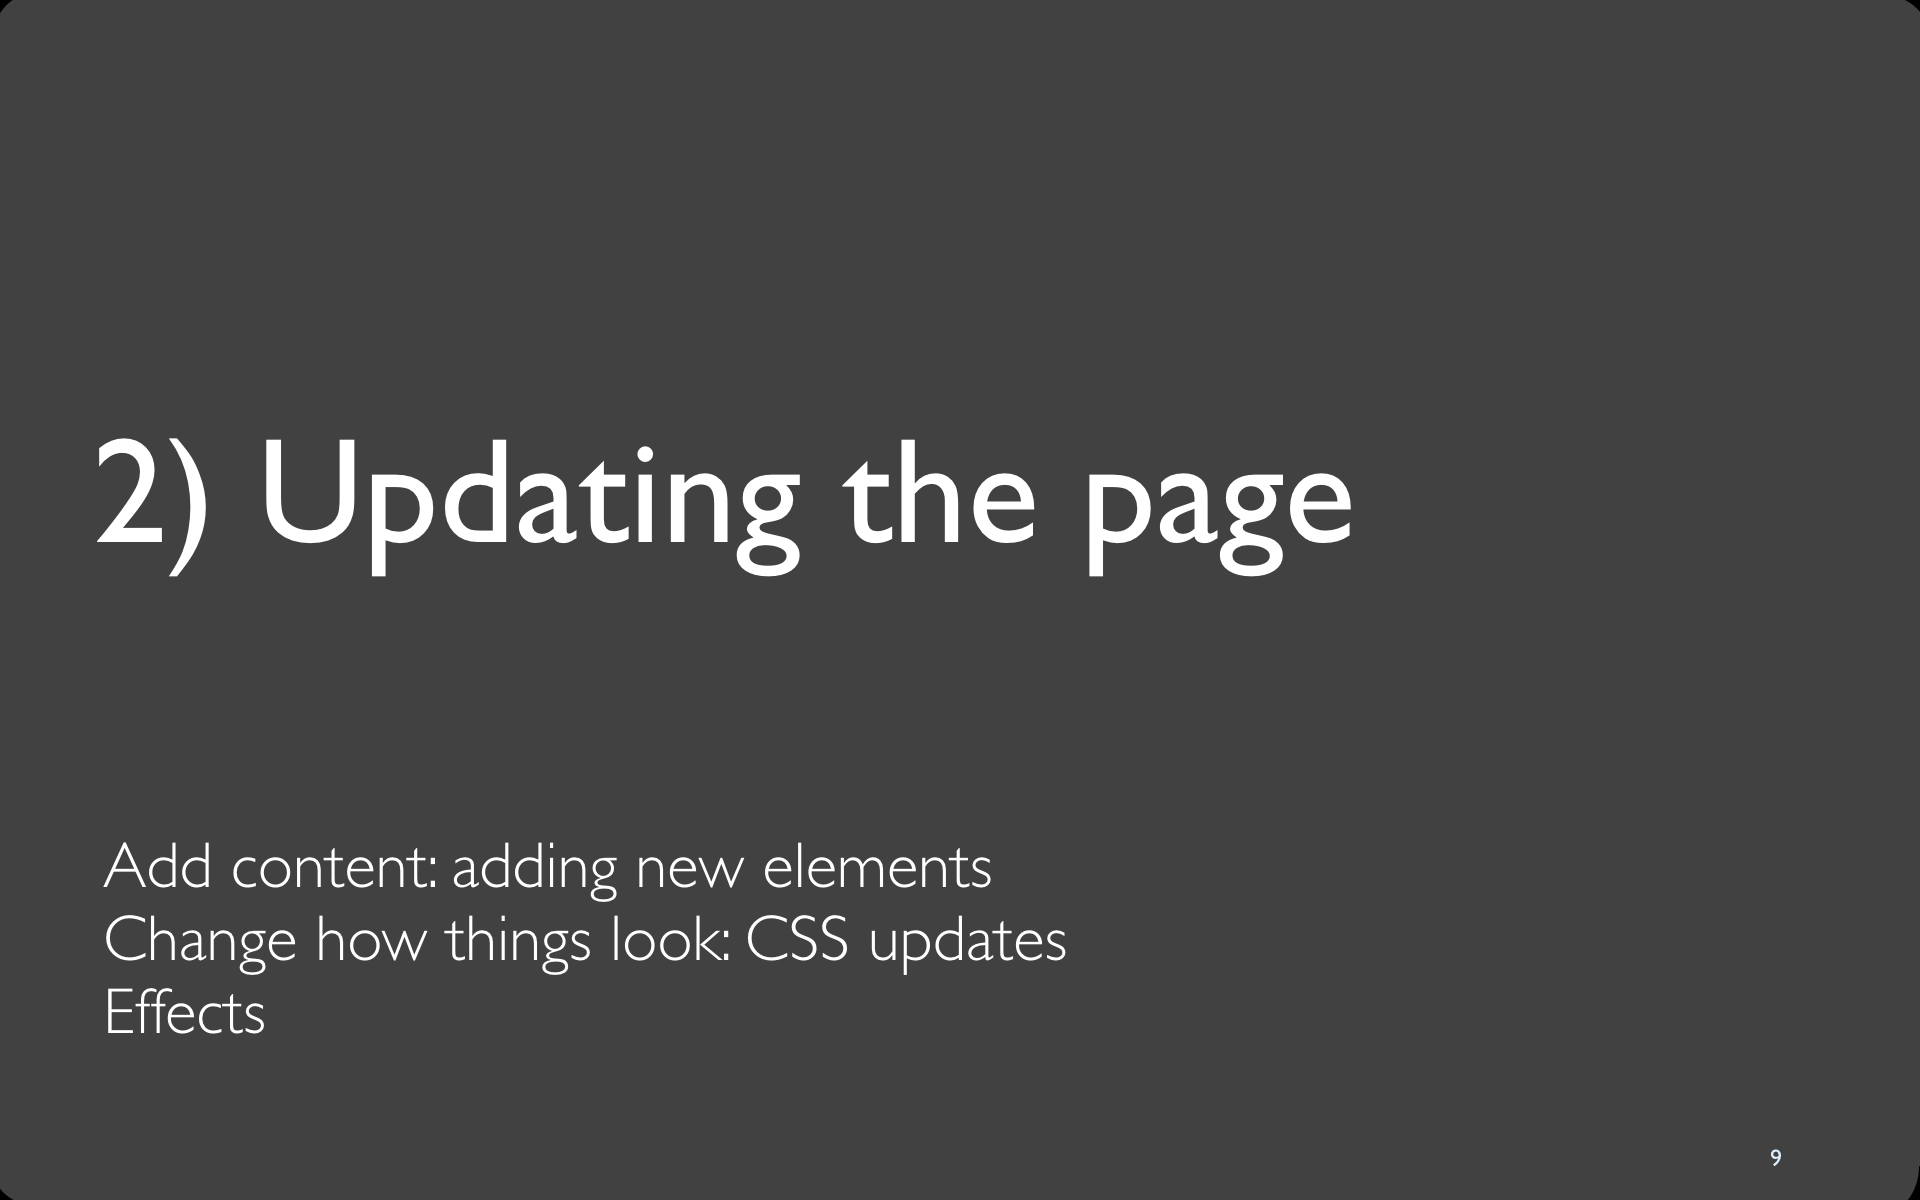 2) Updating the page
Add content: adding new elements
Change how things look: CSS updates
Effects
9